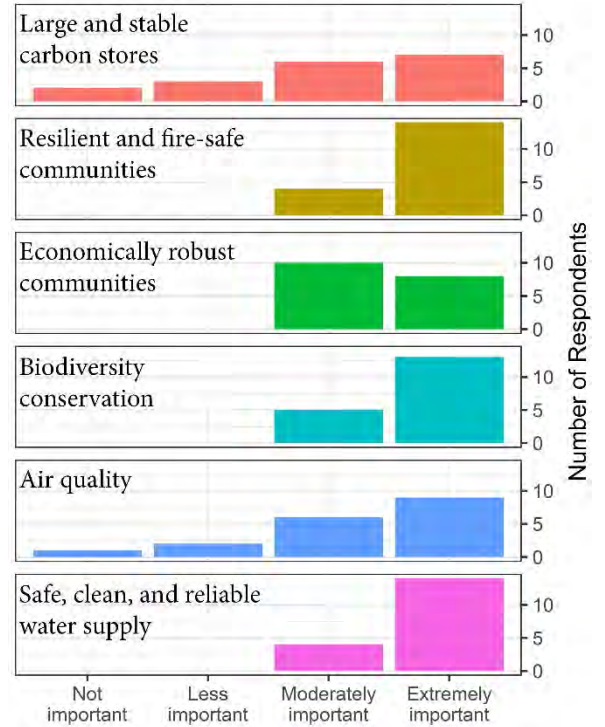 Large and stable
carbon stores
10
5
0
Resilient and fire-safe
communities
10
5
0
Economically robust
communities
10
5
0
Biodiversity
conservation
10
5
0
Air quality
10
5
0
Safe, clean, and reliable
water supply
10
5
0
Number of Respondents
Not
important
Less
important
Moderately
important
Extremely
important